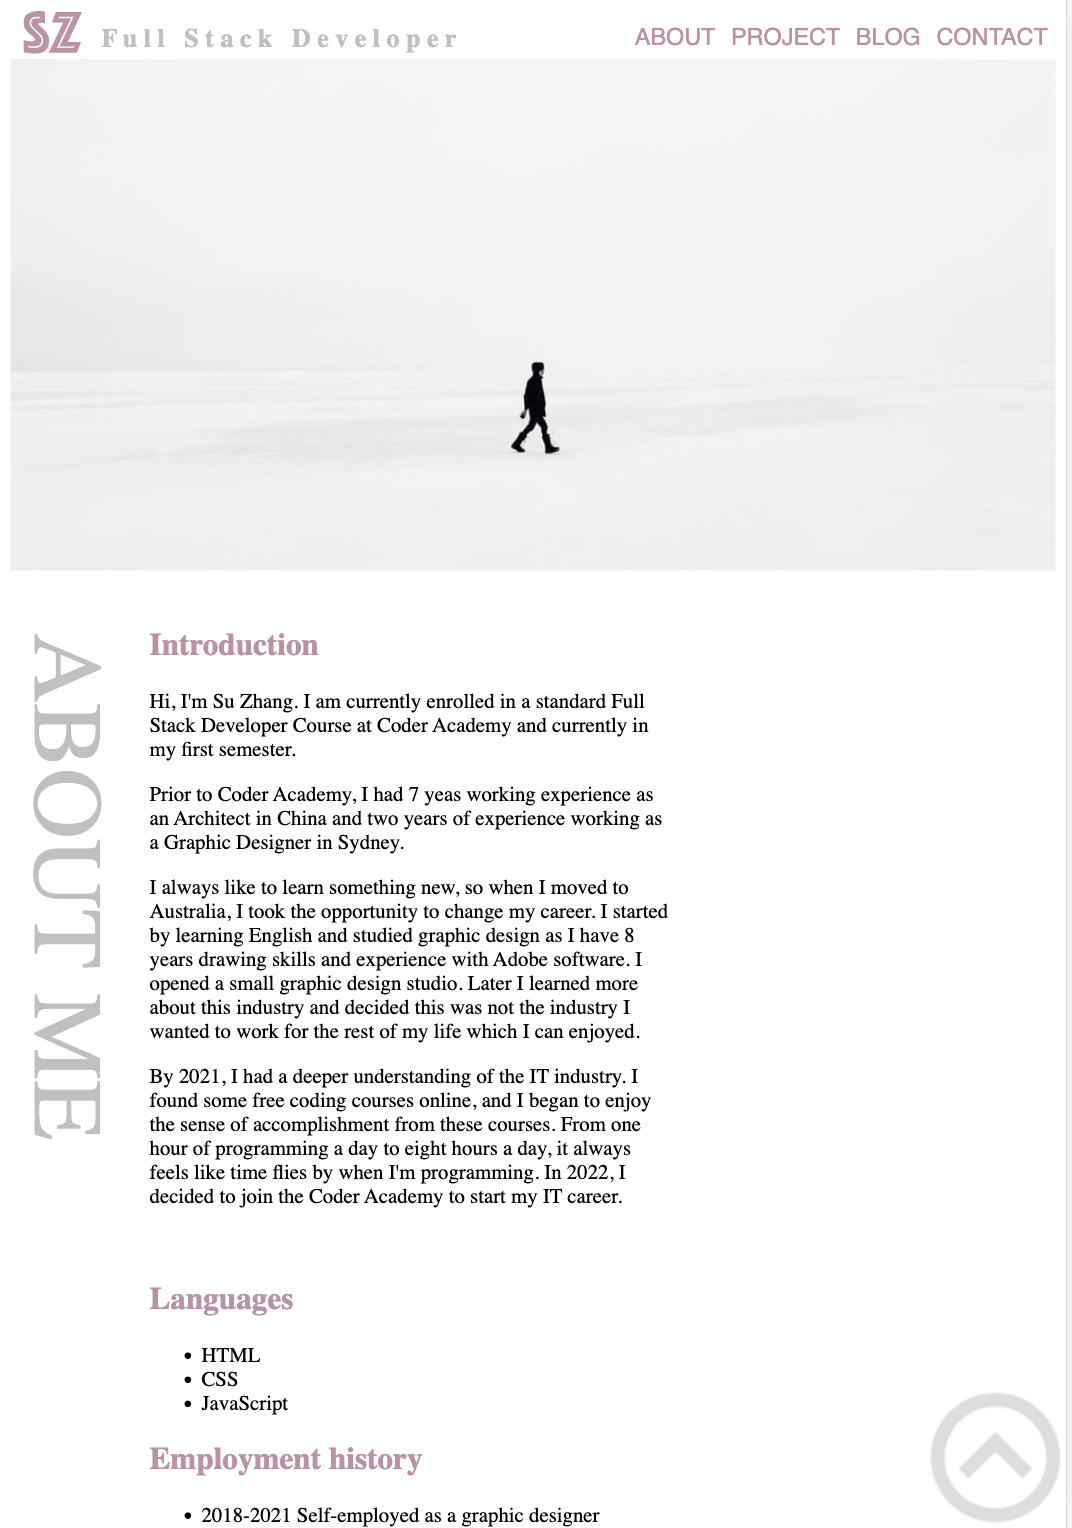 SZ Full Stack Developer
ABOUT PROJECT BLOG CONTACT
ABOUT ME
Introduction
Hi, I'm Su Zhang. I am currently enrolled in a standard Full
Stack Developer Course at Coder Academy and currently in
my first semester.
Prior to Coder Academy, I had 7 yeas working experience as
an Architect in China and two years of experience working as
a Graphic Designer in Sydney.
I always like to learn something new, so when I moved to
Australia, I took the opportunity to change my career. I started
by learning English and studied graphic design as I have 8
years drawing skills and experience with Adobe software. I
opened a small graphic design studio. Later I learned more
about this industry and decided this was not the industry I
wanted to work for the rest of my life which I can enjoyed.
By 2021, I had a deeper understanding of the IT industry. I
found some free coding courses online, and I began to enjoy
the sense of accomplishment from these courses. From one
hour of programming a day to eight hours a day, it always
feels like time flies by when I'm programming. In 2022, I
decided to join the Coder Academy to start my IT career.
Languages
• HTML
• CSS
• JavaScript
Employment history
• 2018-2021 Self-employed as a graphic designer